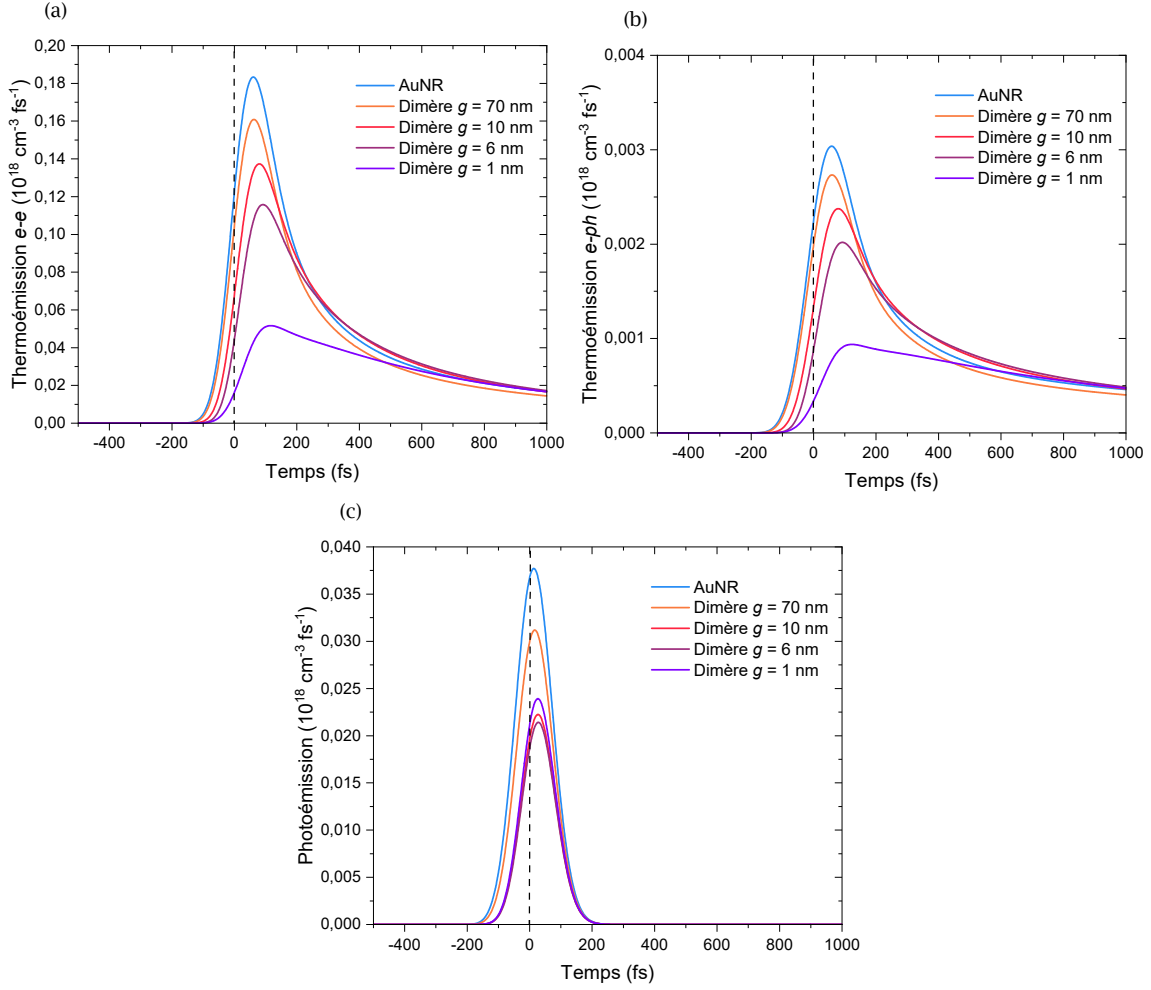 (a)
0,20
0,18
0,16
0,14
0,12
0,10
0,08
0,06
0,04
0,02
0,00
Thermoémission e-e (10¹⁸ cm⁻³ fs⁻¹)
AuNR
Dimère g = 70 nm
Dimère g = 10 nm
Dimère g = 6 nm
Dimère g = 1 nm
-400 -200 0 200 400 600 800 1000
Temps (fs)
(b)
0,004
0,003
0,002
0,001
0,000
Thermoémission e-ph (10¹⁸ cm⁻³ fs⁻¹)
AuNR
Dimère g = 70 nm
Dimère g = 10 nm
Dimère g = 6 nm
Dimère g = 1 nm
-400 -200 0 200 400 600 800 1000
Temps (fs)
(c)
0,040
0,035
0,030
0,025
0,020
0,015
0,010
0,005
0,000
Photoémission (10¹⁸ cm⁻³ fs⁻¹)
AuNR
Dimère g = 70 nm
Dimère g = 10 nm
Dimère g = 6 nm
Dimère g = 1 nm
-400 -200 0 200 400 600 800 1000
Temps (fs)